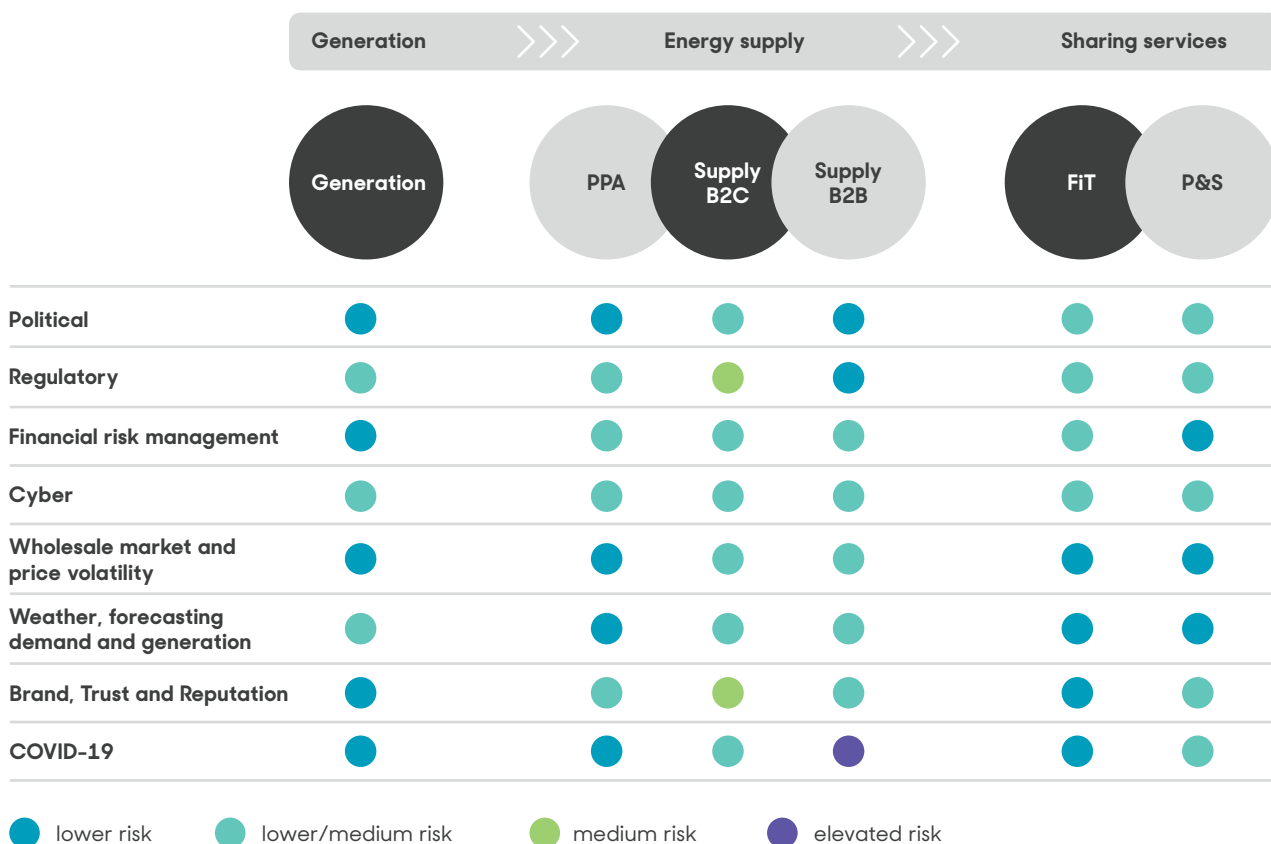 Generation
Energy supply
Sharing services
Generation
PPA
Supply
B2C
Supply
B2B
FiT
P&S
Political
Regulatory
Financial risk management
Cyber
Wholesale market and
price volatility
Weather, forecasting
demand and generation
Brand, Trust and Reputation
COVID-19
lower risk
lower/medium risk
medium risk
elevated risk